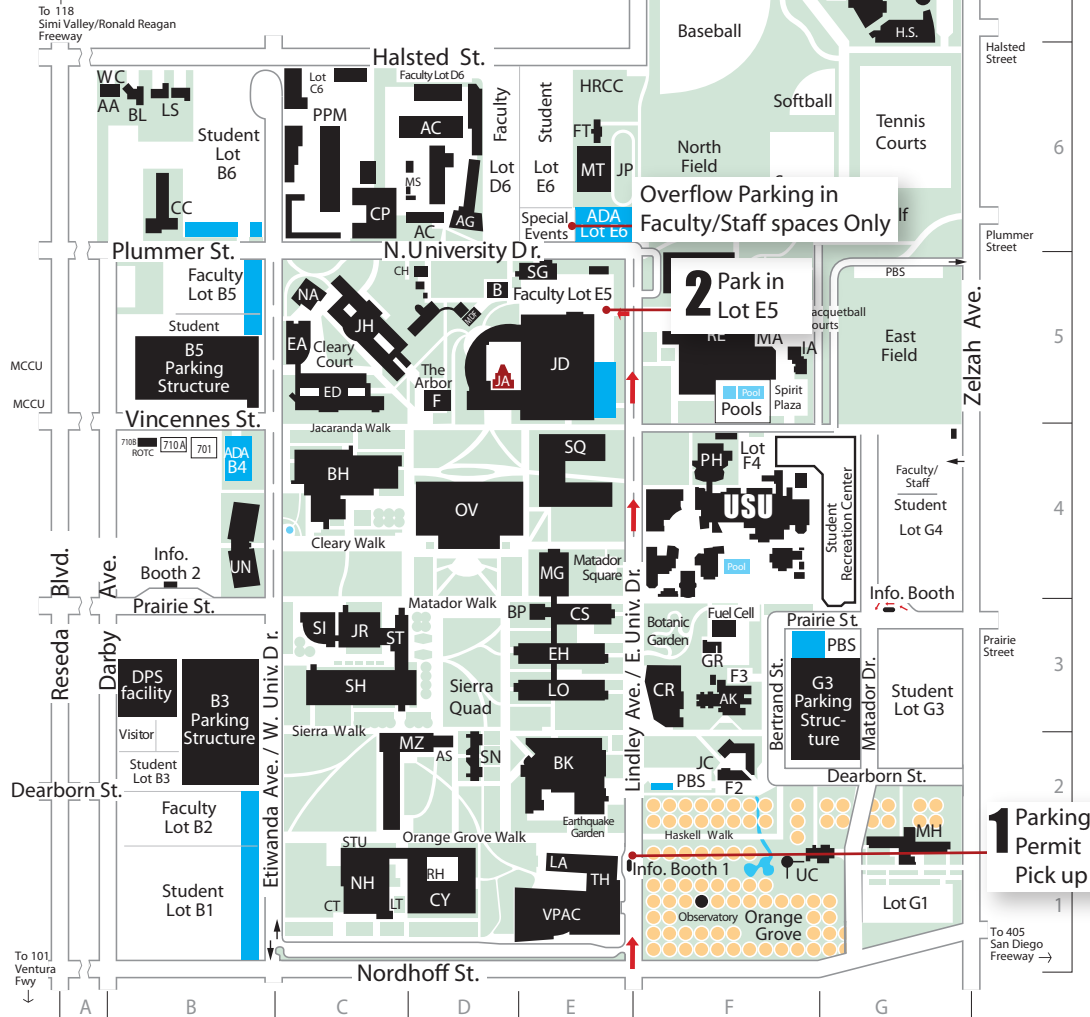 To 118
Simi Valley/Ronald Reagan
Freeway
Halsted St.
Baseball
H.S.
Halsted
Street
WC
AA
BL
LS
Lot
C6
PPM
Faculty Lot D6
AC
MS
AC
AG
CP
Faculty
Lot
D6
Student
Lot
E6
HRCC
FT
MT
JP
North
Field
Softball
Tennis
Courts
6
Student
Lot
B6
CC
Special
Events
ADA
Lot E6
Overflow Parking in
Faculty/Staff spaces Only
Plummer St.
N.University Dr.
Plummer
Street
PBS
Faculty
Lot B5
Student
B5
Parking
Structure
MCCU
MCCU
NA
JH
EA
Cleary
Court
ED
CH
B
SG
Faculty Lot E5
MDF
The
Arbor
F
JA
JD
2 Park in
Lot E5
RE
MA
IA
Pool
Pools
Spirit
Plaza
East
Field
Zelzah Ave.
5
Vincennes St.
Jacaranda Walk
710B
ROTC
710A
701
ADA
B4
BH
OV
SQ
PH
Lot
F4
USU
Student
Recreation Center
Faculty/
Staff
Student
Lot G4
4
Cleary Walk
UN
Info.
Booth 2
Prairie St.
MG
Matador
Square
Pool
Info. Booth
Matador Walk
BP
CS
Fuel Cell
Prairie St.
Botanic
Garden
Prairie
Street
SI
JR
ST
EH
GR
PBS
DPS
facility
B3
Parking
Structure
SH
Sierra
Quad
LO
CR
F3
AK
G3
Parking
Struc-
ture
Student
Lot G3
3
Reseda Blvd.
Darby Ave.
Etiwanda Ave. / W. Univ. Dr.
Lindley Ave. / E. Univ. Dr.
Bertrand St.
Matador Dr.
Visitor
Student
Lot B3
Sierra Walk
MZ
AS
SN
BK
JC
F2
PBS
Dearborn St.
Dearborn St.
2
Faculty
Lot B2
Earthquake
Garden
Haskell Walk
MH
1 Parking
Permit
Pick up
Orange Grove Walk
STU
NH
RH
CY
CT
LT
LA
TH
VPAC
Info. Booth 1
UC
Student
Lot B1
Observatory
Orange
Grove
Lot G1
1
To 101
Ventura
Fwy
Nordhoff St.
To 405
San Diego
Freeway
A
B
C
D
E
F
G